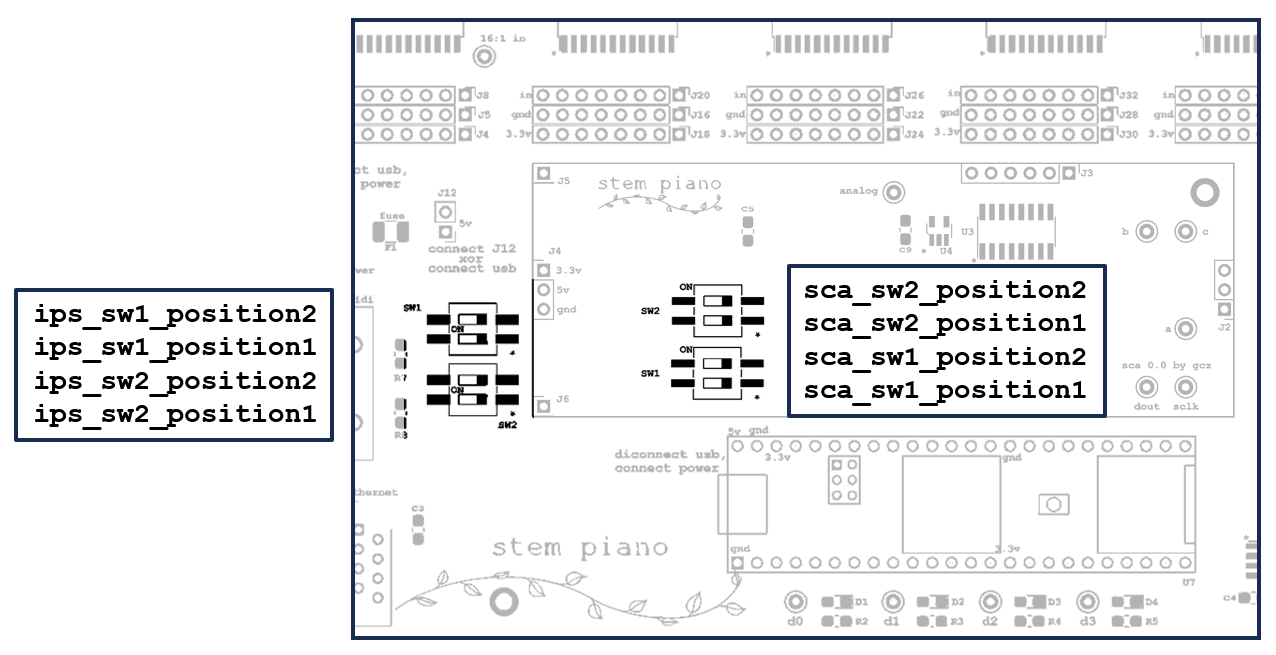 16:1 in
*
*
*
*
J8
in
J20
in
J26
in
J32
in
J5
gnd
J16
gnd
J22
gnd
J28
gnd
J4
3.3v
J18
3.3v
J24
3.3v
J30
3.3v
ct usb,
power
J12
5v
fuse
F1
connect J12
xor
connect usb
J5
stem piano
C5
analog
J3
C9
*
U4
U3
*
b
c
J4
3.3v
5v
gnd
J2
a
sca 0.0 by gcz
dout
sclk
J6
wer
idi
SW1
ON
*
R7
ON
*
SW2
R8
ON
SW2
*
ON
SW1
*
ips_sw1_position2
ips_sw1_position1
ips_sw2_position2
ips_sw2_position1
sca_sw2_position2
sca_sw2_position1
sca_sw1_position2
sca_sw1_position1
diconnect usb,
connect power
5v
gnd
3.3v
gnd
gnd
3.3v
U7
thernet
C3
stem piano
D1
D2
D3
D4
d0
R2
d1
R3
d2
R4
d3
R5
*
C4